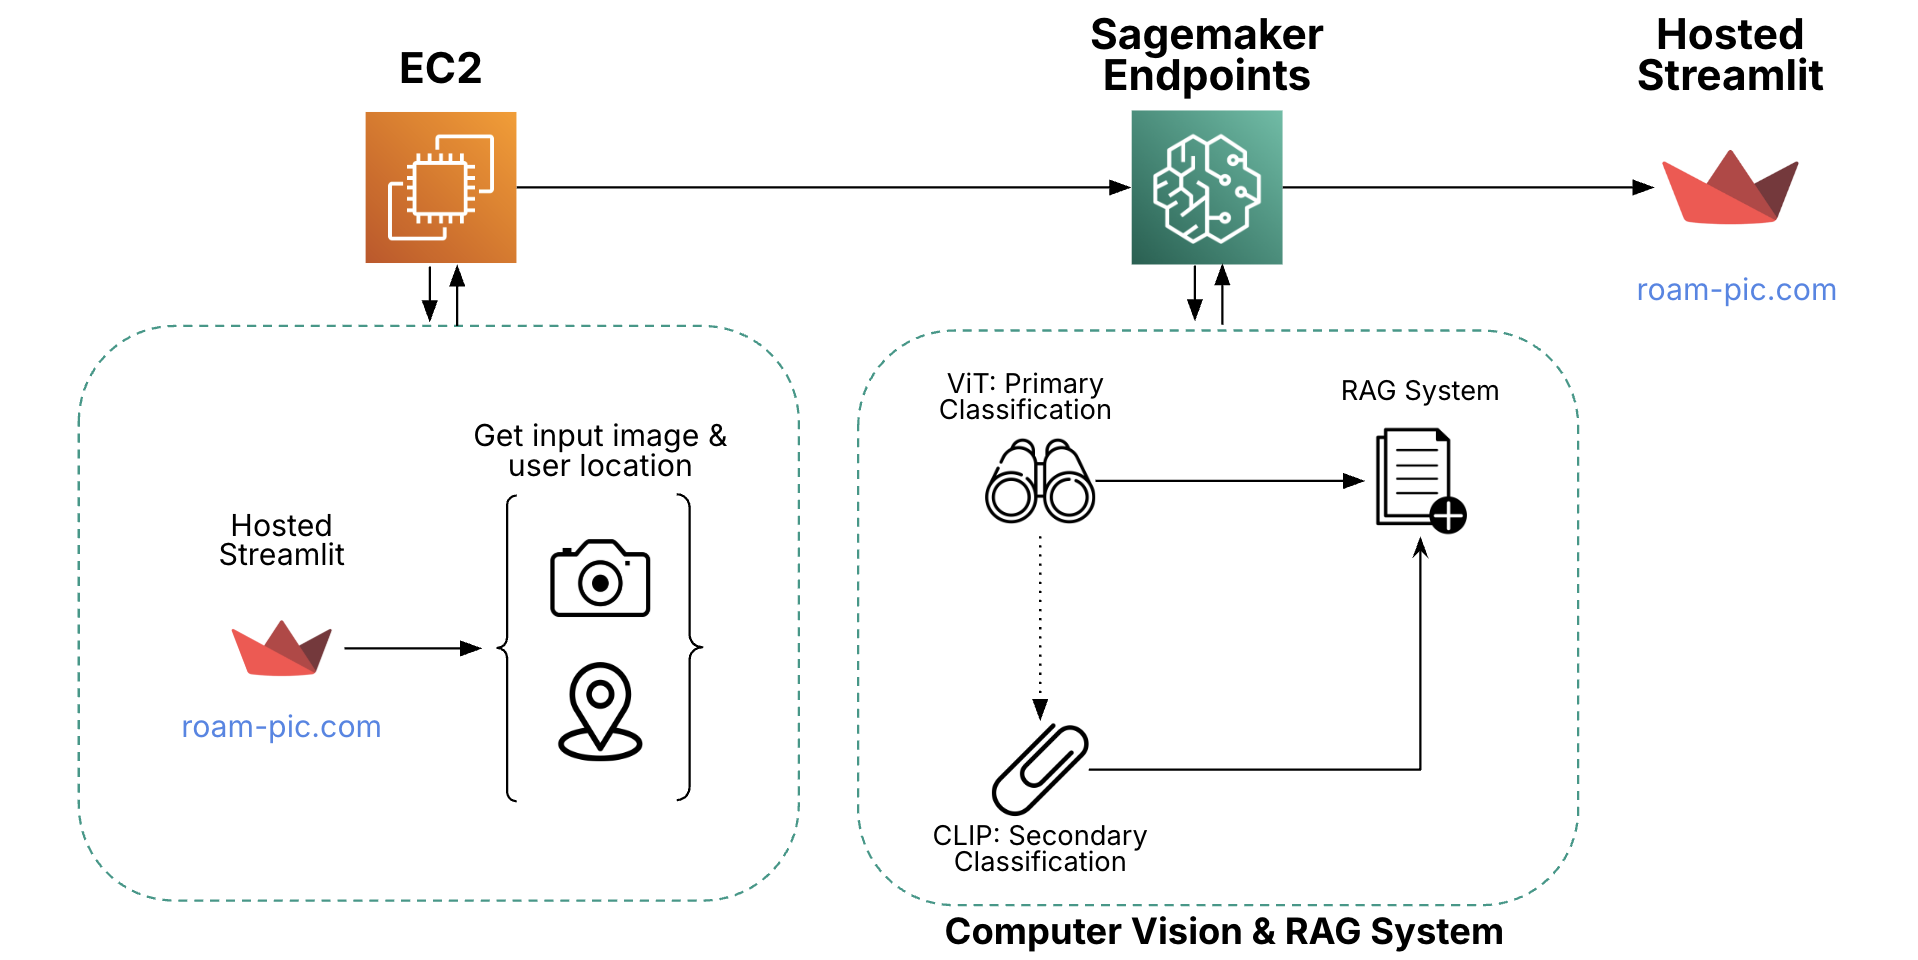 EC2
Sagemaker
Endpoints
Hosted
Streamlit
roam-pic.com
Get input image &
user location
Hosted
Streamlit
roam-pic.com
ViT: Primary
Classification
RAG System
CLIP: Secondary
Classification
Computer Vision & RAG System